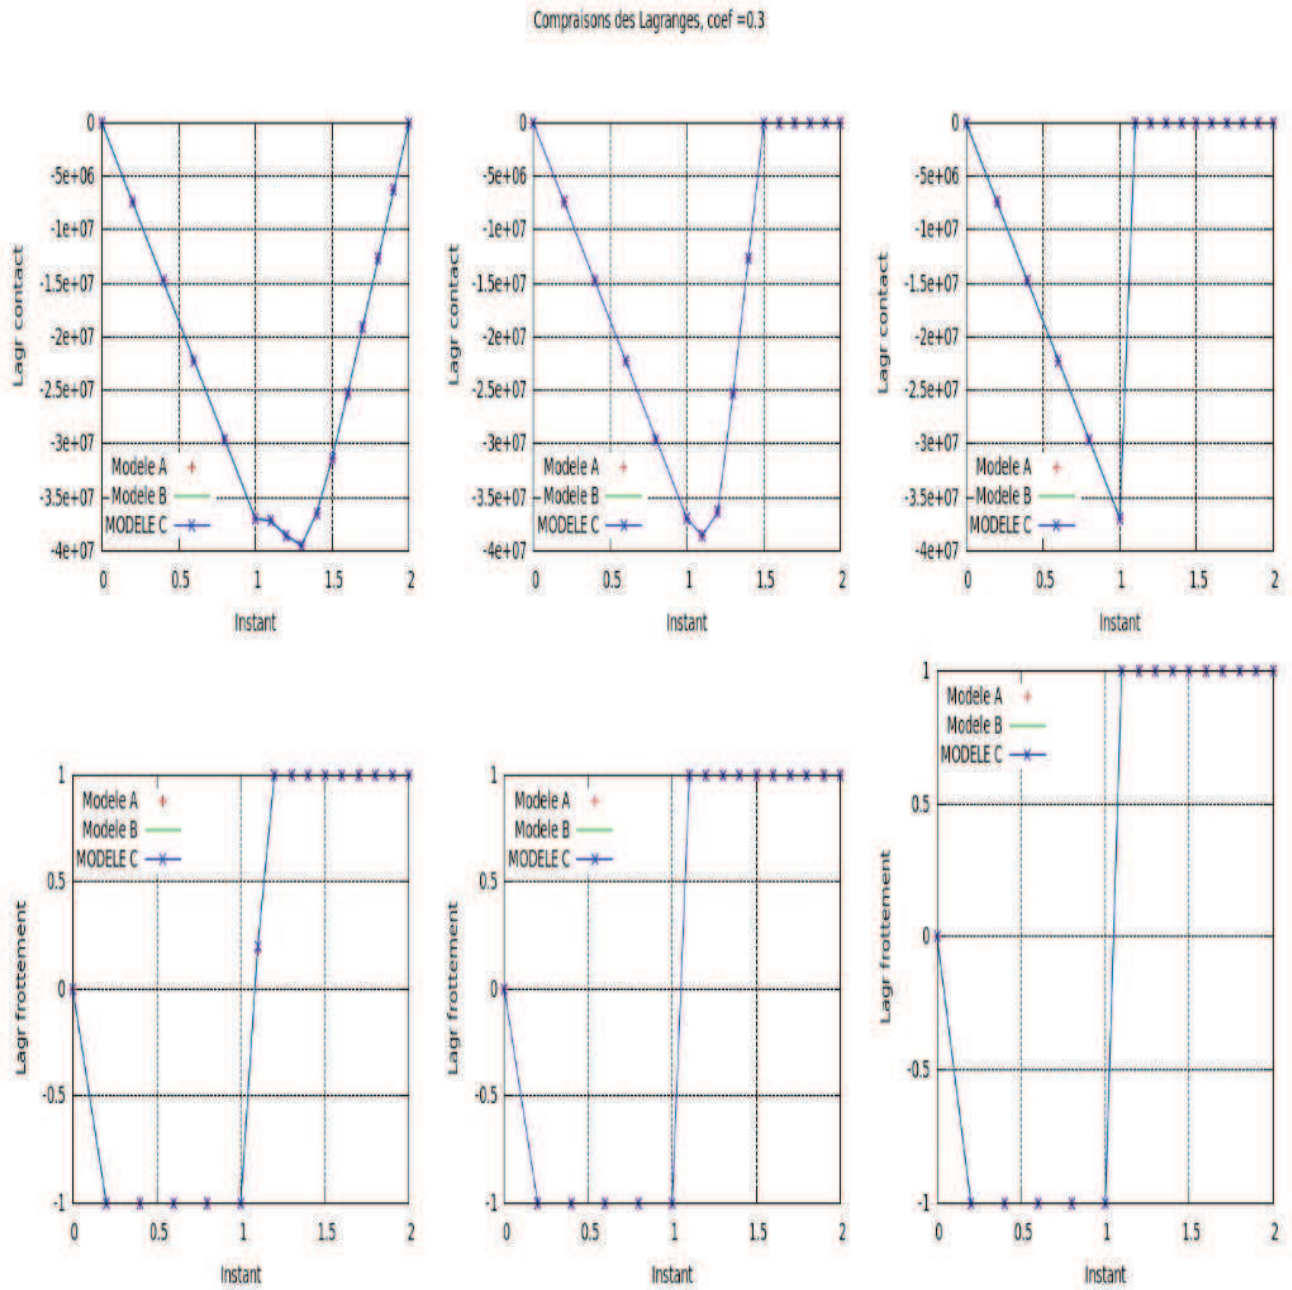 Compraisons des Lagranges, coef =0.3
0
-5e+06
-1e+07
-1.5e+07
-2e+07
-2.5e+07
-3e+07
-3.5e+07
-4e+07
Lagr contact
Modele A
Modele B
MODELE C
0 0.5 1 1.5 2
Instant
0
-5e+06
-1e+07
-1.5e+07
-2e+07
-2.5e+07
-3e+07
-3.5e+07
-4e+07
Lagr contact
Modele A
Modele B
MODELE C
0 0.5 1 1.5 2
Instant
0
-5e+06
-1e+07
-1.5e+07
-2e+07
-2.5e+07
-3e+07
-3.5e+07
-4e+07
Lagr contact
Modele A
Modele B
MODELE C
0 0.5 1 1.5 2
Instant
1
0.5
0
-0.5
-1
Lagr frottement
Modele A
Modele B
MODELE C
0 0.5 1 1.5 2
Instant
1
0.5
0
-0.5
-1
Lagr frottement
Modele A
Modele B
MODELE C
0 0.5 1 1.5 2
Instant
1
0.5
0
-0.5
-1
Lagr frottement
Modele A
Modele B
MODELE C
0 0.5 1 1.5 2
Instant